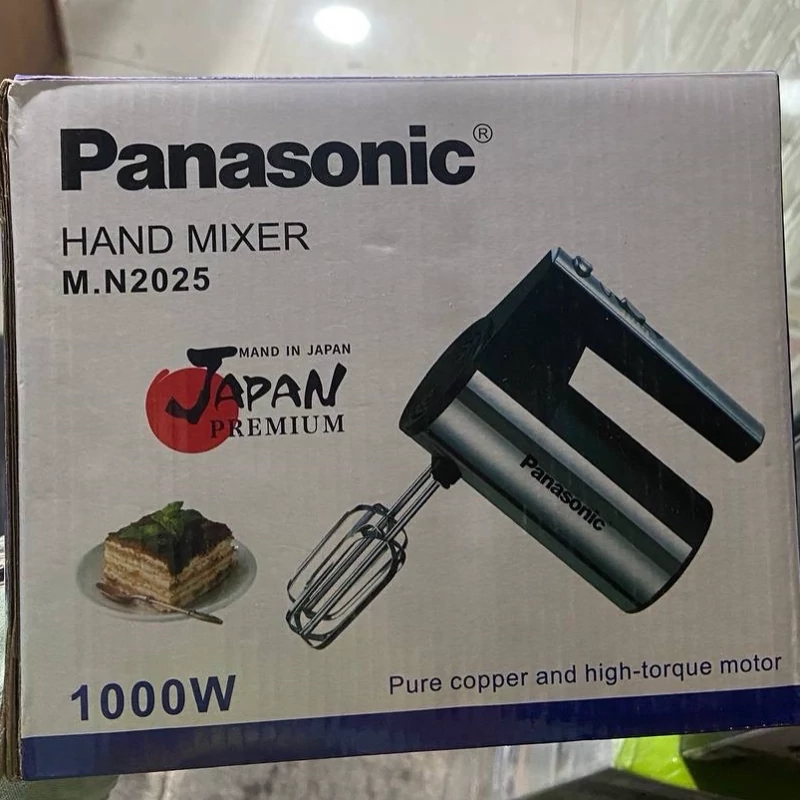 Panasonic®
HAND MIXER
M.N2025
MAND IN JAPAN
JAPAN
PREMIUM
Panasonic
1000W
Pure copper and high-torque motor